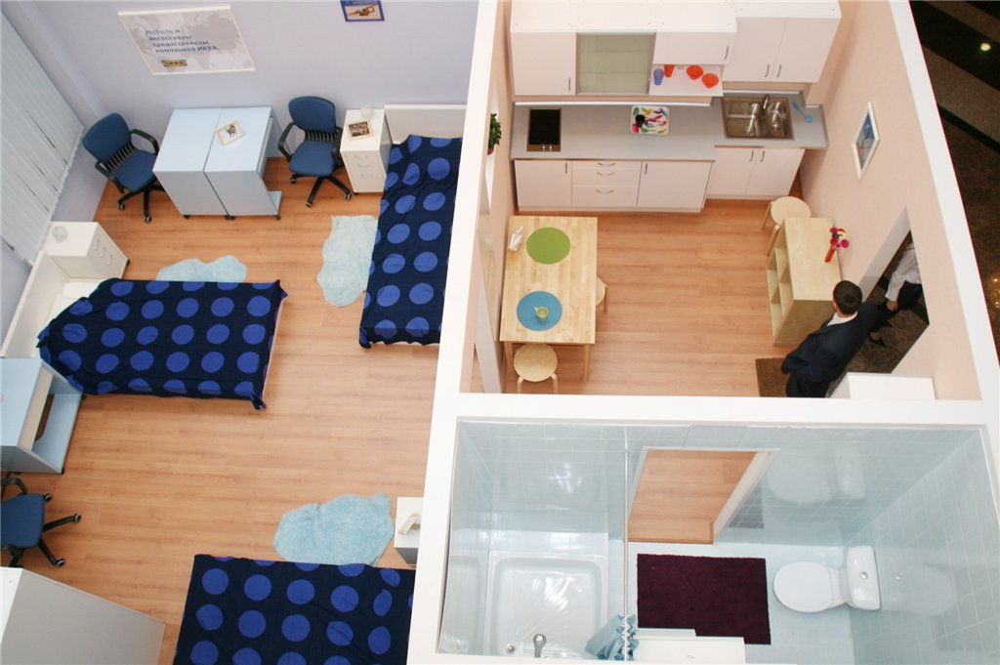 Мебель и
аксессуары
предоставлены
компанией ИКЕА
IKEA